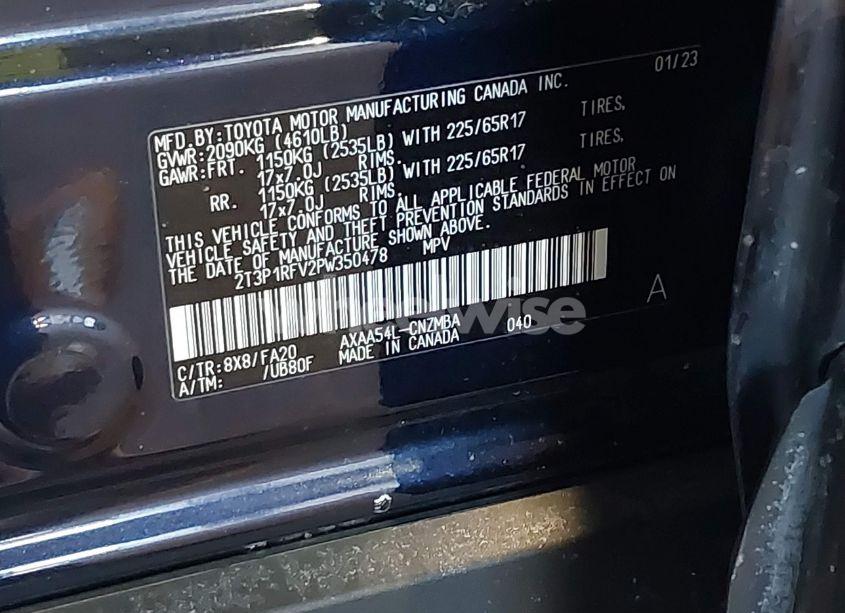 01/23
MFD.BY:TOYOTA MOTOR MANUFACTURING CANADA INC.
GVWR:2090KG (4610LB)
GAWR:FRT. 1150KG (2535LB) WITH 225/65R17 TIRES,
17x7.0J RIMS.
RR. 1150KG (2535LB) WITH 225/65R17 TIRES,
17x7.0J RIMS.
THIS VEHICLE CONFORMS TO ALL APPLICABLE FEDERAL MOTOR
VEHICLE SAFETY AND THEFT PREVENTION STANDARDS IN EFFECT ON
THE DATE OF MANUFACTURE SHOWN ABOVE.
2T3P1RFV2PW350478 MPV
wheelwise
A
C/TR:8X8/FA20 AXAA54L-CNZMBA 040
A/TM: /UB80F MADE IN CANADA